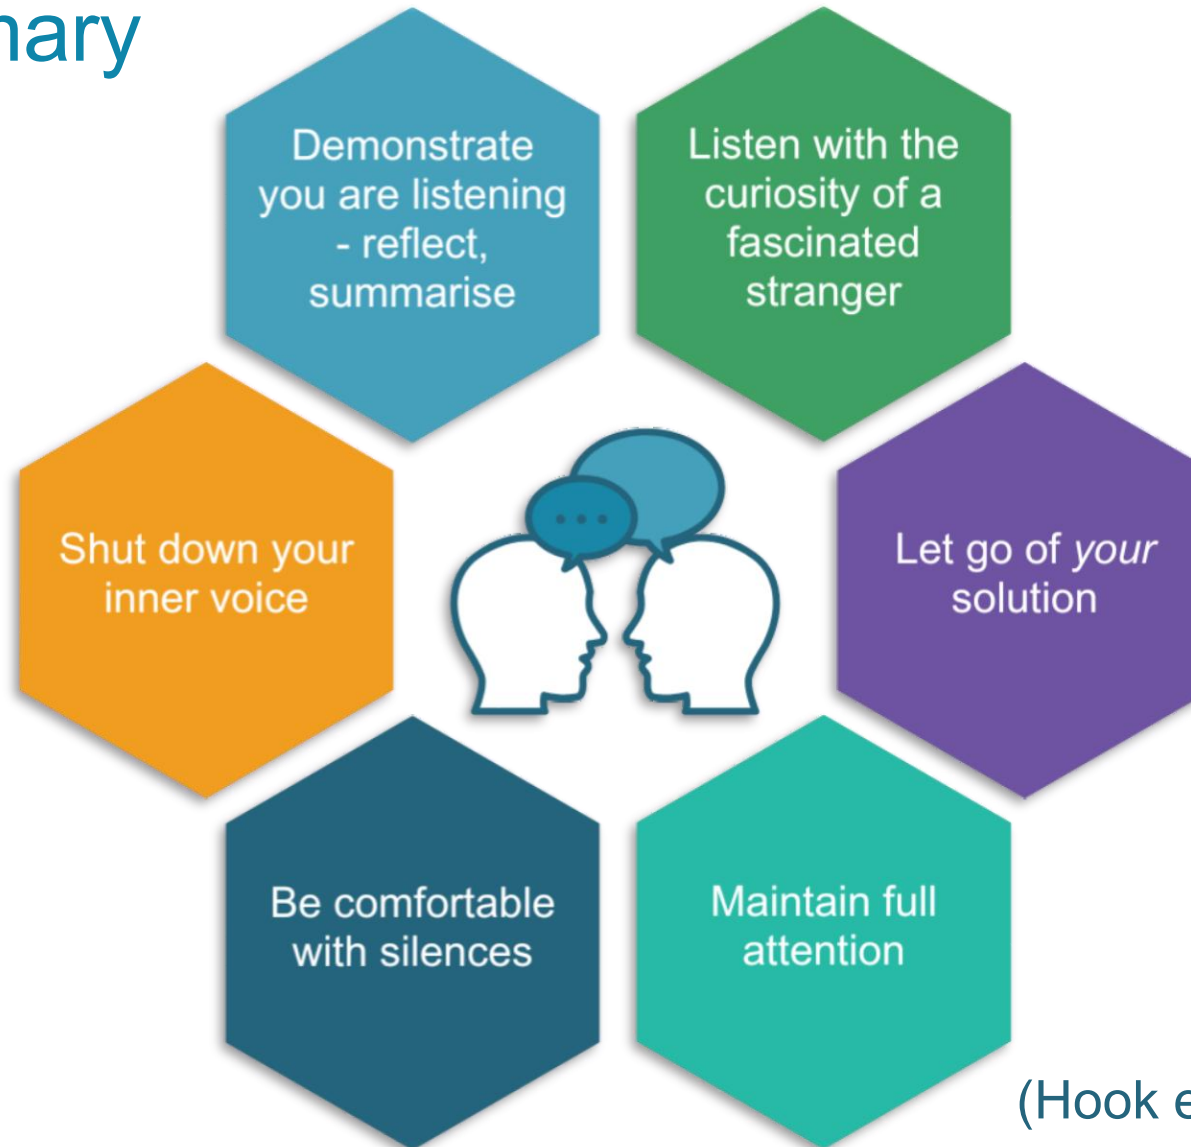 Demonstrate
you are listening
- reflect,
summarise
Listen with the
curiosity of a
fascinated
stranger
Shut down your
inner voice
Let go of your
solution
Be comfortable
with silences
Maintain full
attention
(Hook